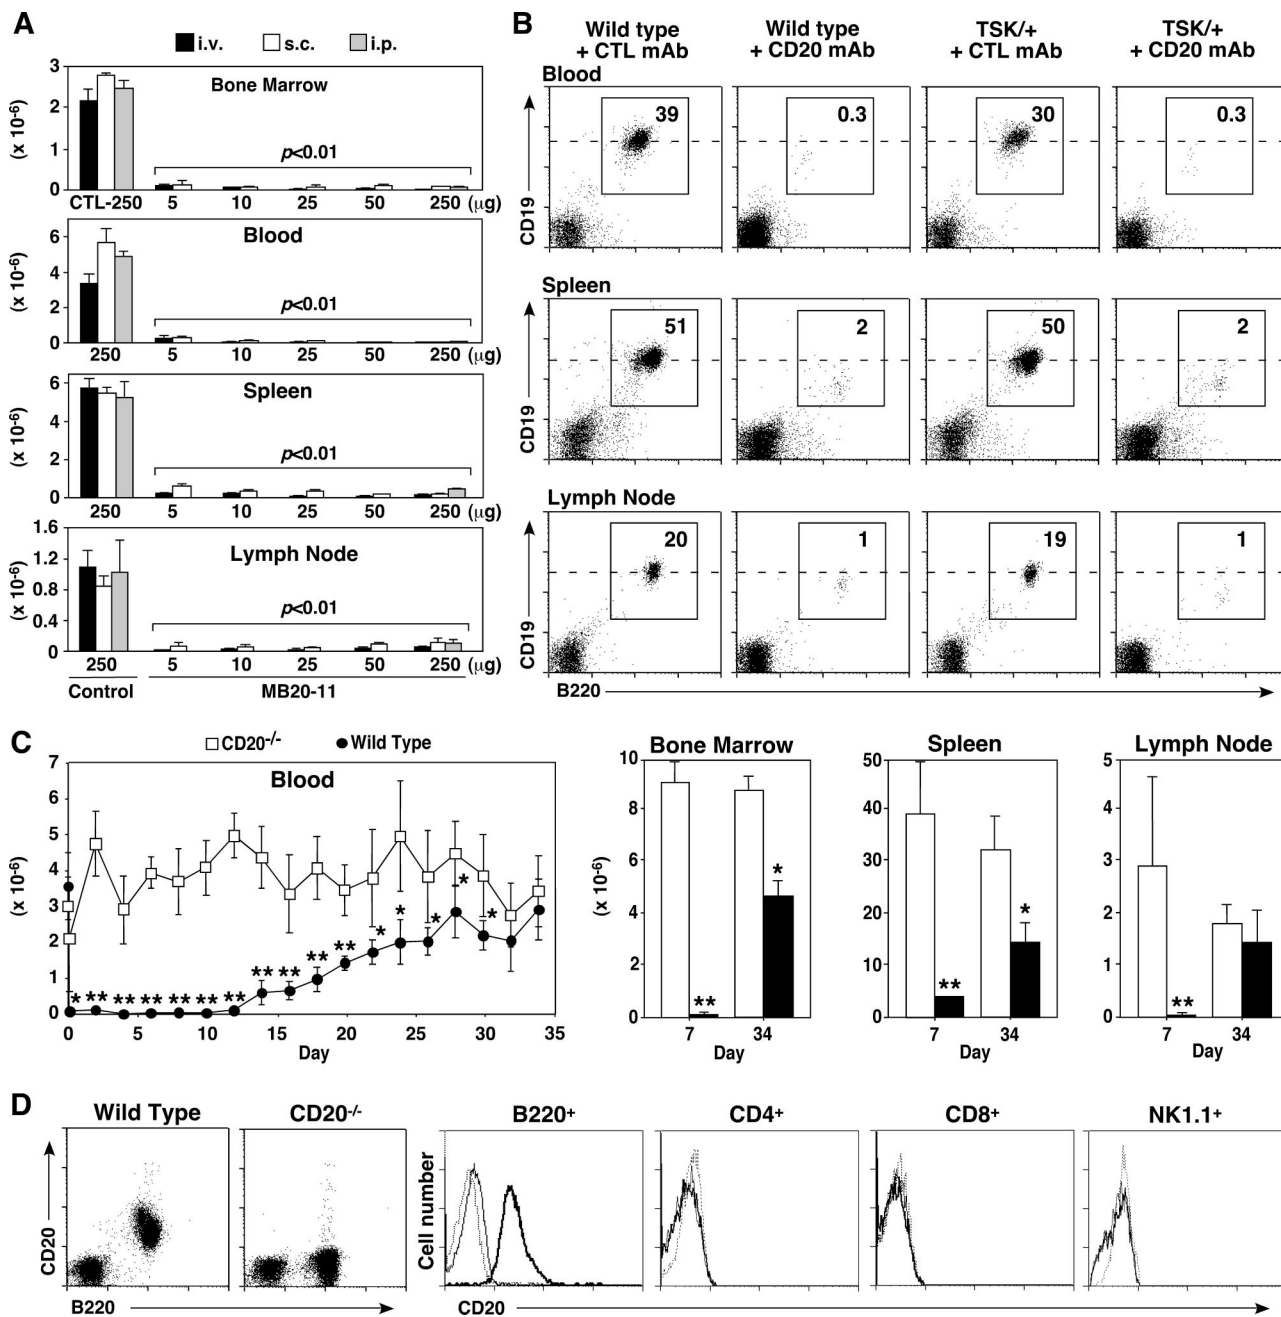 A
i.v. s.c. i.p.
Bone Marrow
(x 10-6)
3
2
1
0
p<0.01
CTL-250 5 10 25 50 250 (µg)
Blood
(x 10-6)
6
4
2
0
p<0.01
250 5 10 25 50 250 (µg)
Spleen
(x 10-6)
6
4
2
0
p<0.01
250 5 10 25 50 250 (µg)
Lymph Node
(x 10-6)
1.6
1.2
0.8
0.4
0
p<0.01
250 5 10 25 50 250 (µg)
Control MB20-11
B
Wild type + CTL mAb
Wild type + CD20 mAb
TSK/+ + CTL mAb
TSK/+ + CD20 mAb
Blood
CD19
39 0.3 30 0.3
Spleen
CD19
51 2 50 2
Lymph Node
CD19
20 1 19 1
B220
C
CD20-/- Wild Type
Blood
(x 10-6)
7
6
5
4
3
2
1
0
* ** ** ** ** ** ** ** ** ** ** * * * * *
0 5 10 15 20 25 30 35
Day
Bone Marrow
(x 10-6)
10
8
6
4
2
0
** *
7 34
Day
Spleen
50
40
30
20
10
0
** *
7 34
Day
Lymph Node
5
4
3
2
1
0
**
7 34
Day
D
Wild Type CD20-/-
CD20
B220
B220+ CD4+ CD8+ NK1.1+
Cell number
CD20